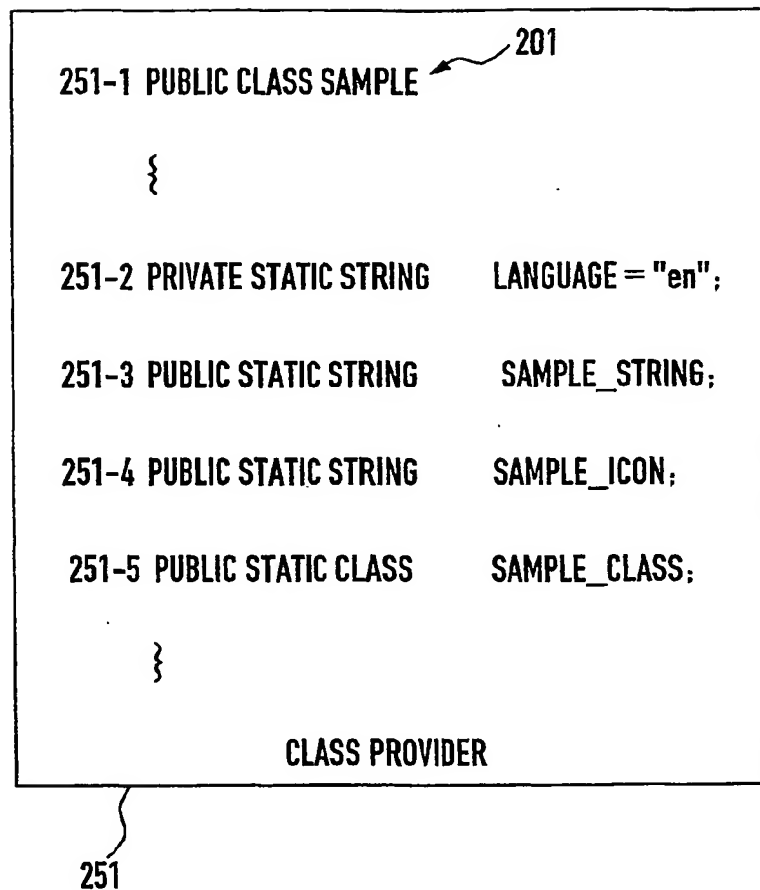 201
251-1 PUBLIC CLASS SAMPLE
{
251-2 PRIVATE STATIC STRING LANGUAGE = "en";
251-3 PUBLIC STATIC STRING SAMPLE_STRING;
251-4 PUBLIC STATIC STRING SAMPLE_ICON;
251-5 PUBLIC STATIC CLASS SAMPLE_CLASS;
}
CLASS PROVIDER
251